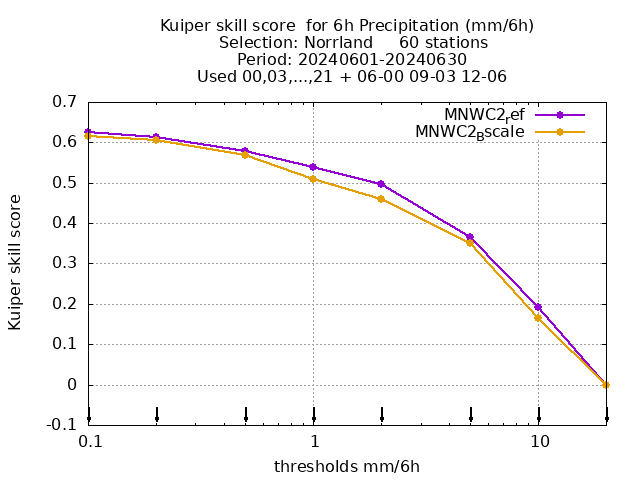 Kuiper skill score  for 6h Precipitation (mm/6h)
Selection: Norrland     60 stations
Period: 20240601-20240630
Used 00,03,...,21 + 06-00 09-03 12-06
MNWC2ref
MNWC2Bscale
0.7
0.6
0.5
0.4
0.3
0.2
0.1
0
-0.1
Kuiper skill score
0.1
1
10
thresholds mm/6h